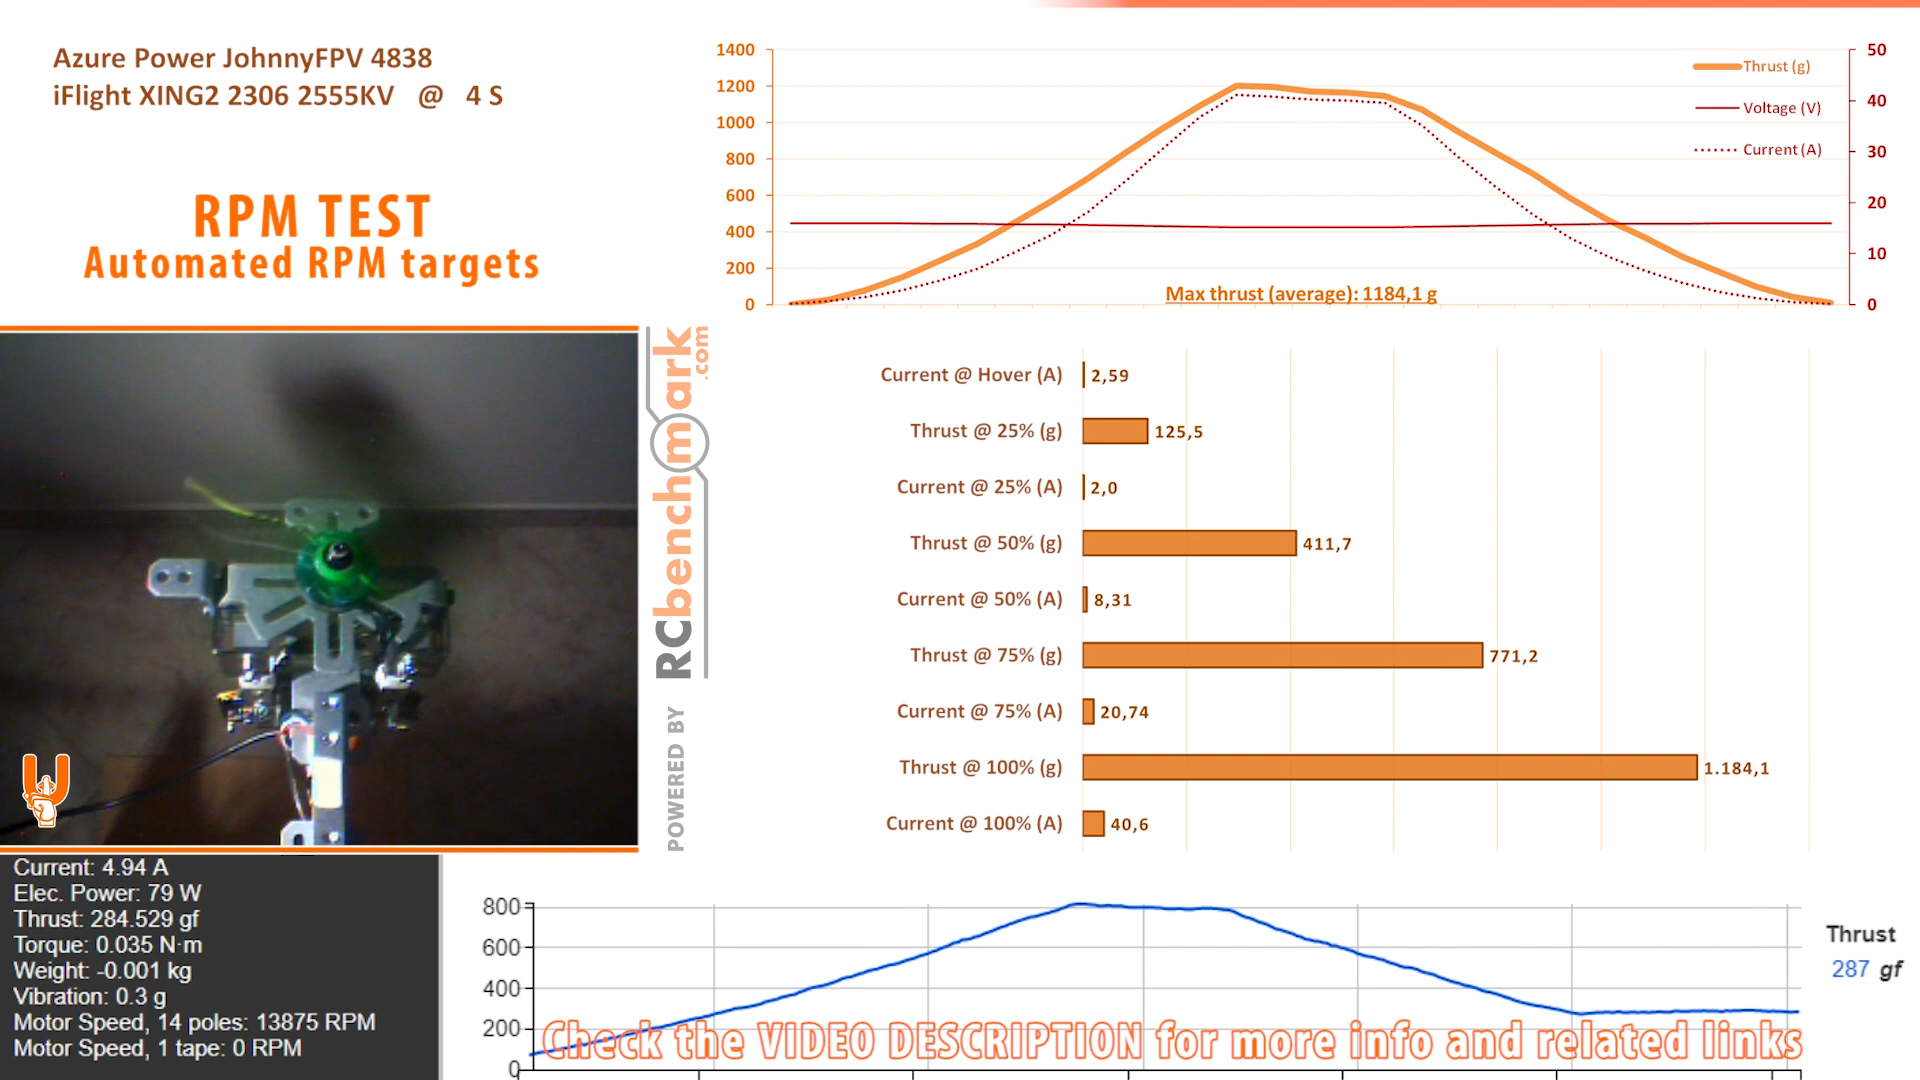 Azure Power JohnnyFPV 4838
iFlight XING2 2306 2555KV @ 4 S
RPM TEST
Automated RPM targets
1400
1200
1000
800
600
400
200
0
50
40
30
20
10
0
Thrust (g)
Voltage (V)
Current (A)
Max thrust (average): 1184,1 g
POWERED BY RCbenchmark.com
Current @ Hover (A) 2,59
Thrust @ 25% (g) 125,5
Current @ 25% (A) 2,0
Thrust @ 50% (g) 411,7
Current @ 50% (A) 8,31
Thrust @ 75% (g) 771,2
Current @ 75% (A) 20,74
Thrust @ 100% (g) 1.184,1
Current @ 100% (A) 40,6
Current: 4.94 A
Elec. Power: 79 W
Thrust: 284.529 gf
Torque: 0.035 N·m
Weight: -0.001 kg
Vibration: 0.3 g
Motor Speed, 14 poles: 13875 RPM
Motor Speed, 1 tape: 0 RPM
800
600
400
200
0
Thrust
287 gf
Check the VIDEO DESCRIPTION for more info and related links